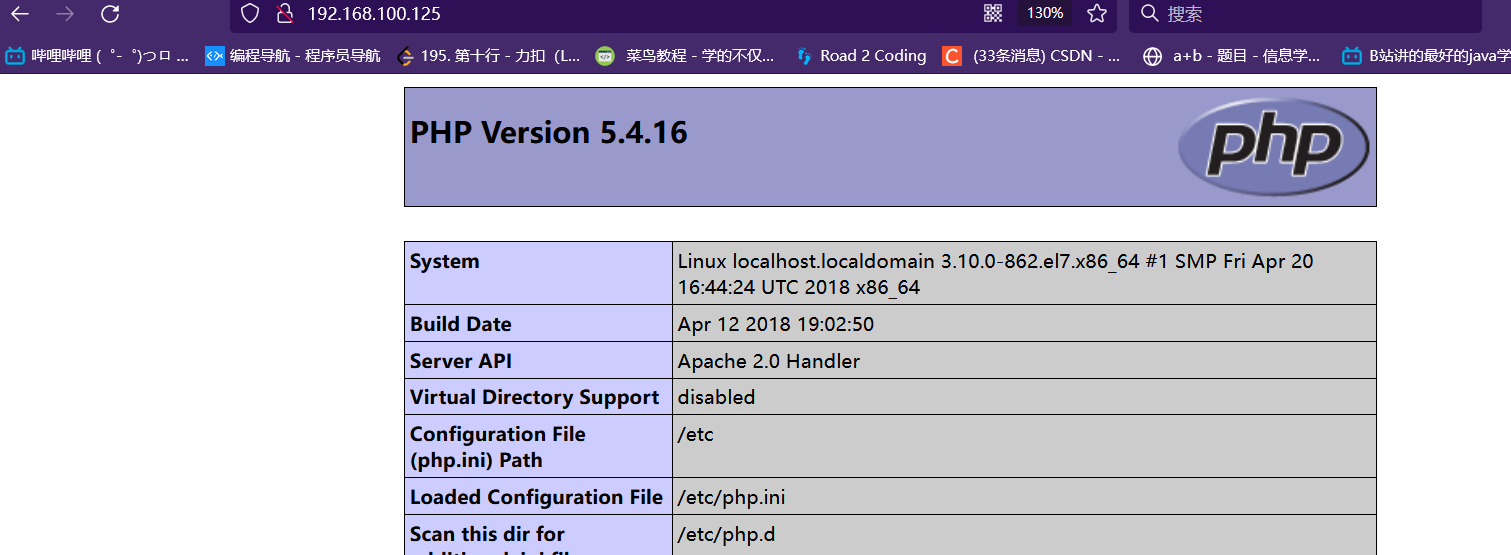 192.168.100.125
130%
搜索
哔哩哔哩 ( ゜- ゜)つロ ...
编程导航 - 程序员导航
195. 第十行 - 力扣（L...
菜鸟教程 - 学的不仅...
Road 2 Coding
C
(33条消息) CSDN - ...
a+b - 题目 - 信息学...
B站讲的最好的java学
PHP Version 5.4.16
php
System
Linux localhost.localdomain 3.10.0-862.el7.x86_64 #1 SMP Fri Apr 20
16:44:24 UTC 2018 x86_64
Build Date
Apr 12 2018 19:02:50
Server API
Apache 2.0 Handler
Virtual Directory Support
disabled
Configuration File
(php.ini) Path
/etc
Loaded Configuration File
/etc/php.ini
Scan this dir for
/etc/php.d